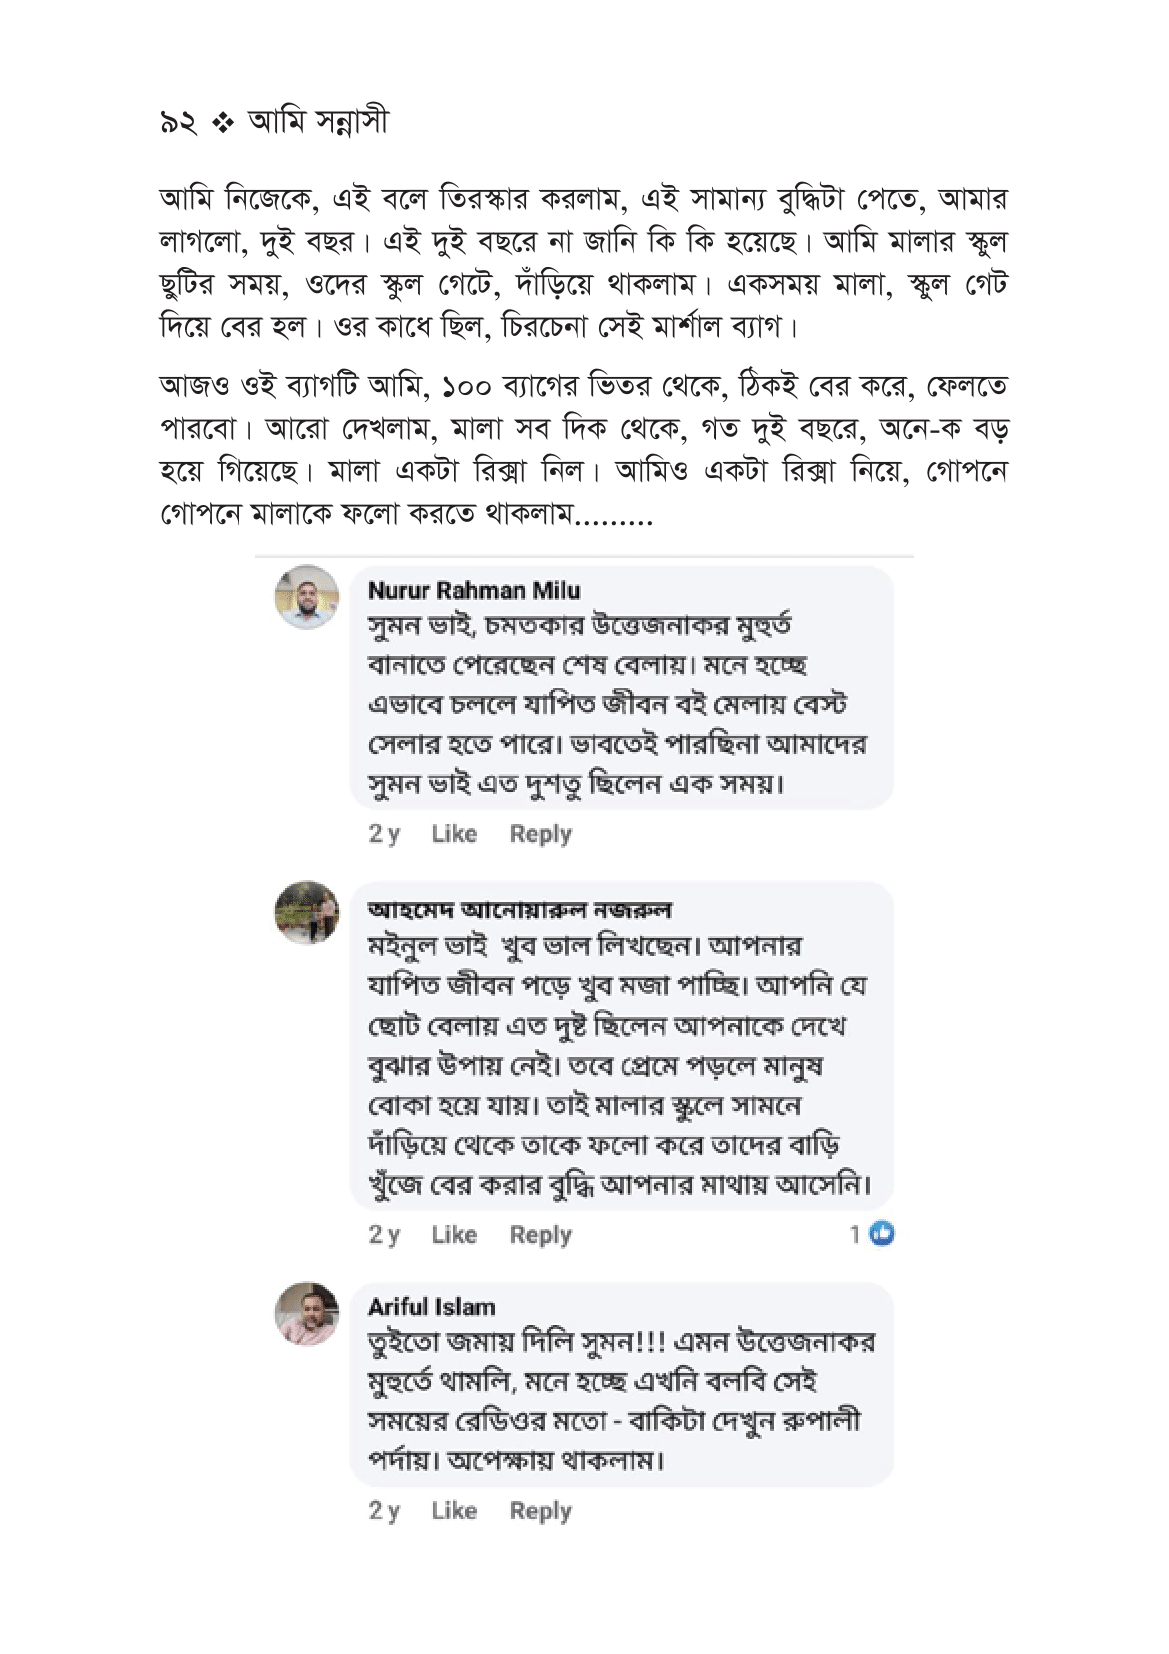 ৯২ ❖ আমি সন্নাসী
আমি নিজেকে, এই বলে তিরস্কার করলাম, এই সামান্য বুদ্ধিটা পেতে, আমার
লাগলো, দুই বছর। এই দুই বছরে না জানি কি কি হয়েছে। আমি মালার স্কুল
ছুটির সময়, ওদের স্কুল গেটে, দাঁড়িয়ে থাকলাম। একসময় মালা, স্কুল গেট
দিয়ে বের হল। ওর কাধে ছিল, চিরচেনা সেই মার্শাল ব্যাগ।
আজও ওই ব্যাগটি আমি, ১০০ ব্যাগের ভিতর থেকে, ঠিকই বের করে, ফেলতে
পারবো। আরো দেখলাম, মালা সব দিক থেকে, গত দুই বছরে, অনে-ক বড়
হয়ে গিয়েছে। মালা একটা রিক্সা নিল। আমিও একটা রিক্সা নিয়ে, গোপনে
গোপনে মালাকে ফলো করতে থাকলাম.........
Nurur Rahman Milu
সুমন ভাই, চমতকার উত্তেজনাকর মুহুর্ত
বানাতে পেরেছেন শেষ বেলায়। মনে হচ্ছে
এভাবে চললে যাপিত জীবন বই মেলায় বেস্ট
সেলার হতে পারে। ভাবতেই পারছিনা আমাদের
সুমন ভাই এত দুশতু ছিলেন এক সময়।
2 y Like Reply
আহমেদ আনোয়ারুল নজরুল
মইনুল ভাই খুব ভাল লিখছেন। আপনার
যাপিত জীবন পড়ে খুব মজা পাচ্ছি। আপনি যে
ছোট বেলায় এত দুষ্ট ছিলেন আপনাকে দেখে
বুঝার উপায় নেই। তবে প্রেমে পড়লে মানুষ
বোকা হয়ে যায়। তাই মালার স্কুলে সামনে
দাঁড়িয়ে থেকে তাকে ফলো করে তাদের বাড়ি
খুঁজে বের করার বুদ্ধি আপনার মাথায় আসেনি।
2 y Like Reply 1
Ariful Islam
তুইতো জমায় দিলি সুমন!!! এমন উত্তেজনাকর
মুহুর্তে থামলি, মনে হচ্ছে এখনি বলবি সেই
সময়ের রেডিওর মতো - বাকিটা দেখুন রুপালী
পর্দায়। অপেক্ষায় থাকলাম।
2 y Like Reply